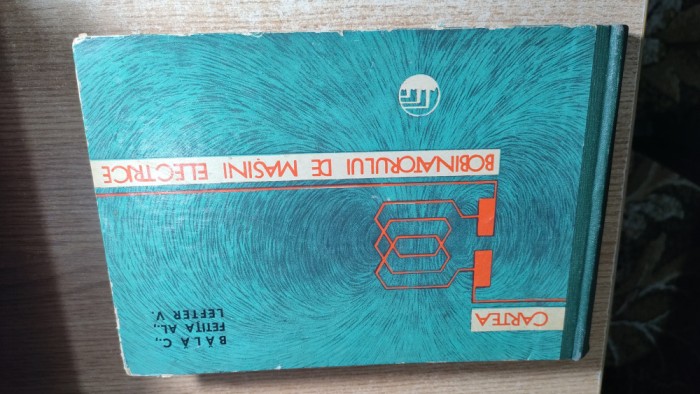 BĂLĂ C.,
FETIȚA AL.,
LEFTER V.
CARTEA
BOBINATORULUI DE MAȘINI ELECTRICE